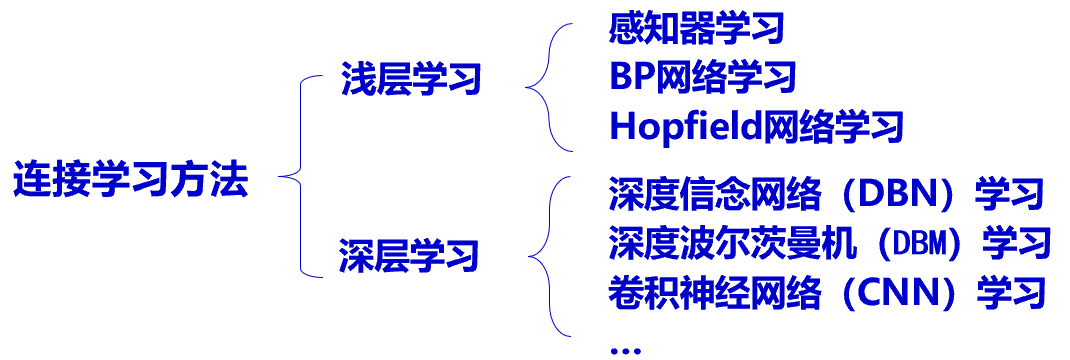 连接学习方法
浅层学习
感知器学习
BP网络学习
Hopfield网络学习
深层学习
深度信念网络（DBN）学习
深度波尔茨曼机（DBM）学习
卷积神经网络（CNN）学习
...